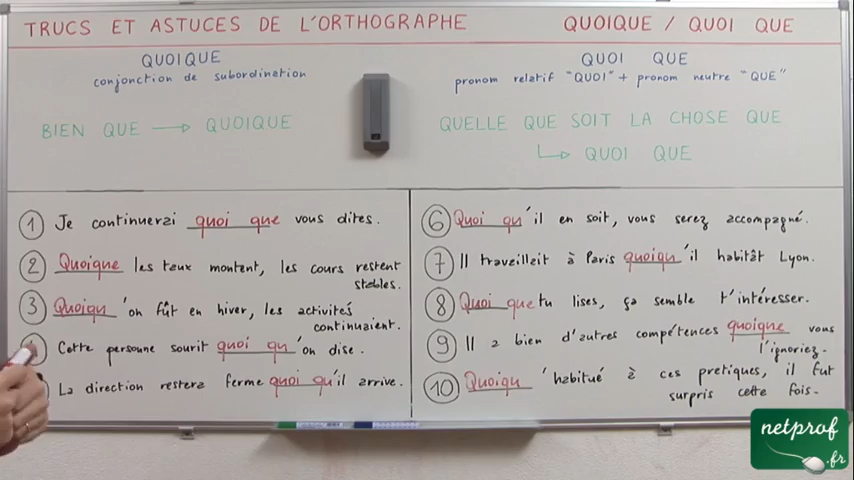 TRUCS ET ASTUCES DE L'ORTHOGRAPHE
QUOIQUE / QUOI QUE
QUOIQUE
conjonction de subordination
BIEN QUE → QUOIQUE
QUOI QUE
pronom relatif "QUOI" + pronom neutre "QUE"
QUELLE QUE SOIT LA CHOSE QUE
↳ QUOI QUE
1 Je continuerai quoi que vous dites.
2 Quoique les taux montent, les cours restent
stables.
3 Quoiqu'on fût en hiver, les activités
continuaient.
Cette personne sourit quoi qu'on dise.
La direction restera ferme quoi qu'il arrive.
6 Quoi qu'il en soit, vous serez accompagné.
7 Il travaillait à Paris quoiqu'il habitât Lyon.
8 Quoi que tu lises, ça semble t'intéresser.
9 Il a bien d'autres compétences quoique vous
l'ignoriez.
10 Quoiqu'habitué à ces pratiques, il fut
surpris cette fois.
netprof
.fr